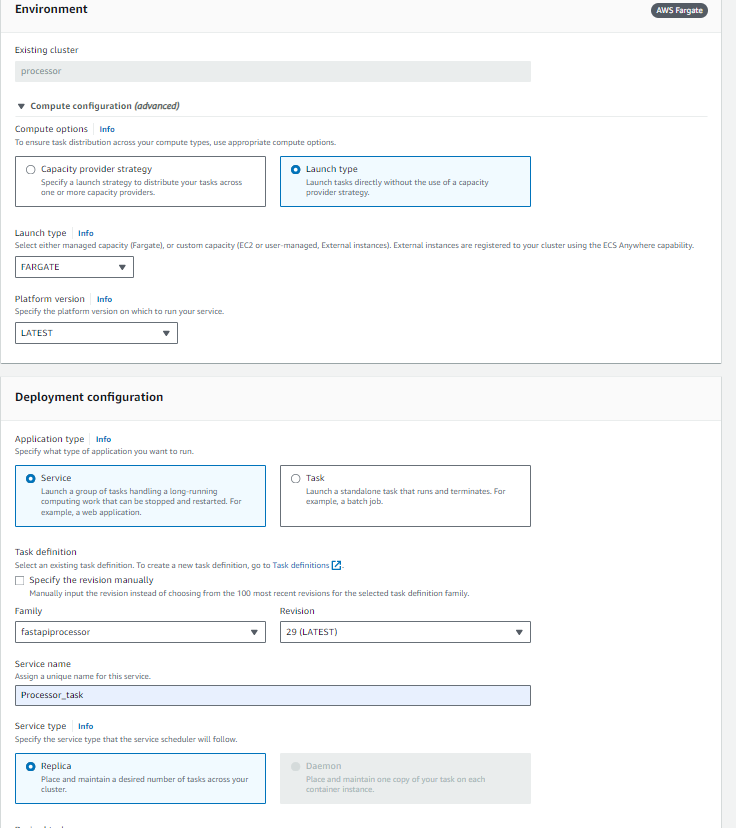 Environment
AWS Fargate
Existing cluster
processor
Compute configuration (advanced)
Compute options Info
To ensure task distribution across your compute types, use appropriate compute options.
Capacity provider strategy
Specify a launch strategy to distribute your tasks across
one or more capacity providers.
Launch type
Launch tasks directly without the use of a capacity
provider strategy.
Launch type Info
Select either managed capacity (Fargate), or custom capacity (EC2 or user-managed, External instances). External instances are registered to your cluster using the ECS Anywhere capability.
FARGATE
Platform version Info
Specify the platform version on which to run your service.
LATEST
Deployment configuration
Application type Info
Specify what type of application you want to run.
Service
Launch a group of tasks handling a long-running
computing work that can be stopped and restarted. For
example, a web application.
Task
Launch a standalone task that runs and terminates. For
example, a batch job.
Task definition
Select an existing task definition. To create a new task definition, go to Task definitions.
Specify the revision manually
Manually input the revision instead of choosing from the 100 most recent revisions for the selected task definition family.
Family
fastapiprocessor
Revision
29 (LATEST)
Service name
Assign a unique name for this service.
Processor_task
Service type Info
Specify the service type that the service scheduler will follow.
Replica
Place and maintain a desired number of tasks across your
cluster.
Daemon
Place and maintain one copy of your task on each
container instance.